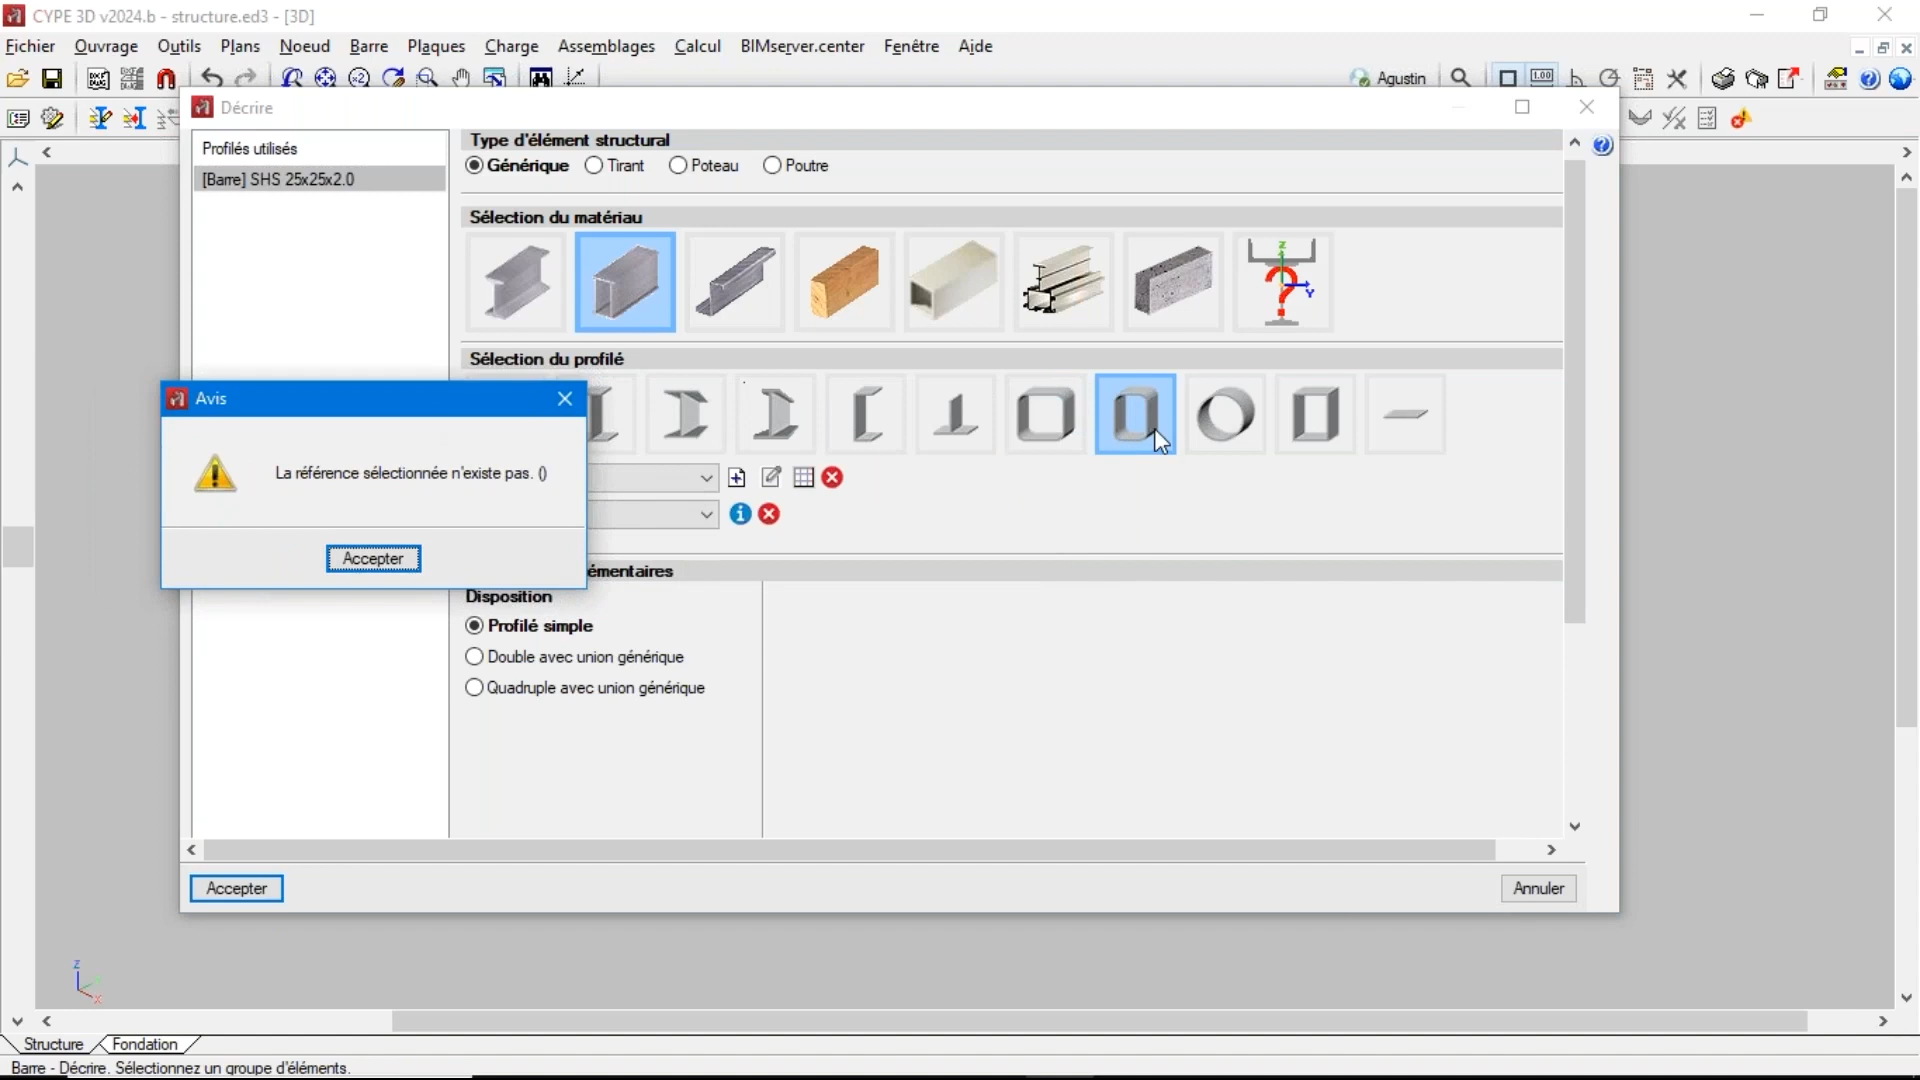 CYPE 3D v2024.b - structure.ed3 - [3D]
Fichier Ouvrage Outils Plans Noeud Barre Plaques Charge Assemblages Calcul BIMserver.center Fenêtre Aide
Agustin
1.00
Décrire
Profilés utilisés
[Barre] SHS 25x25x2.0
Type d'élément structural
Générique Tirant Poteau Poutre
Sélection du matériau
Sélection du profilé
Avis
La référence sélectionnée n'existe pas. ()
Accepter
émentaires
Disposition
Profilé simple
Double avec union générique
Quadruple avec union générique
Accepter
Annuler
Structure Fondation
Barre - Décrire. Sélectionnez un groupe d'éléments.